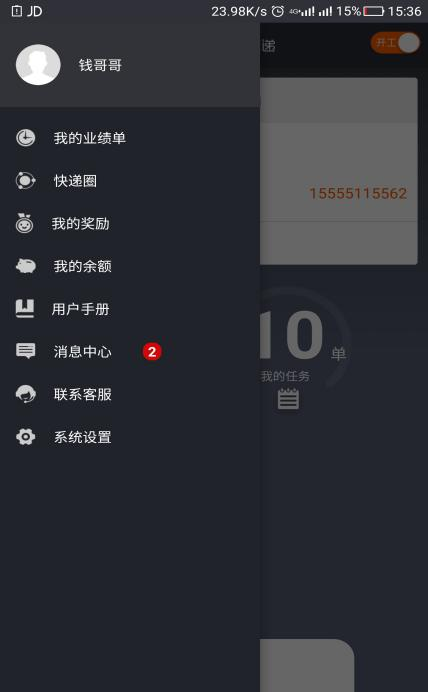 JD 23.98K/s 4G+ 15% 15:36
递 开工
钱哥哥
我的业绩单
快递圈
我的奖励
15555115562
我的余额
用户手册
消息中心 2
10 单
我的任务
联系客服
系统设置